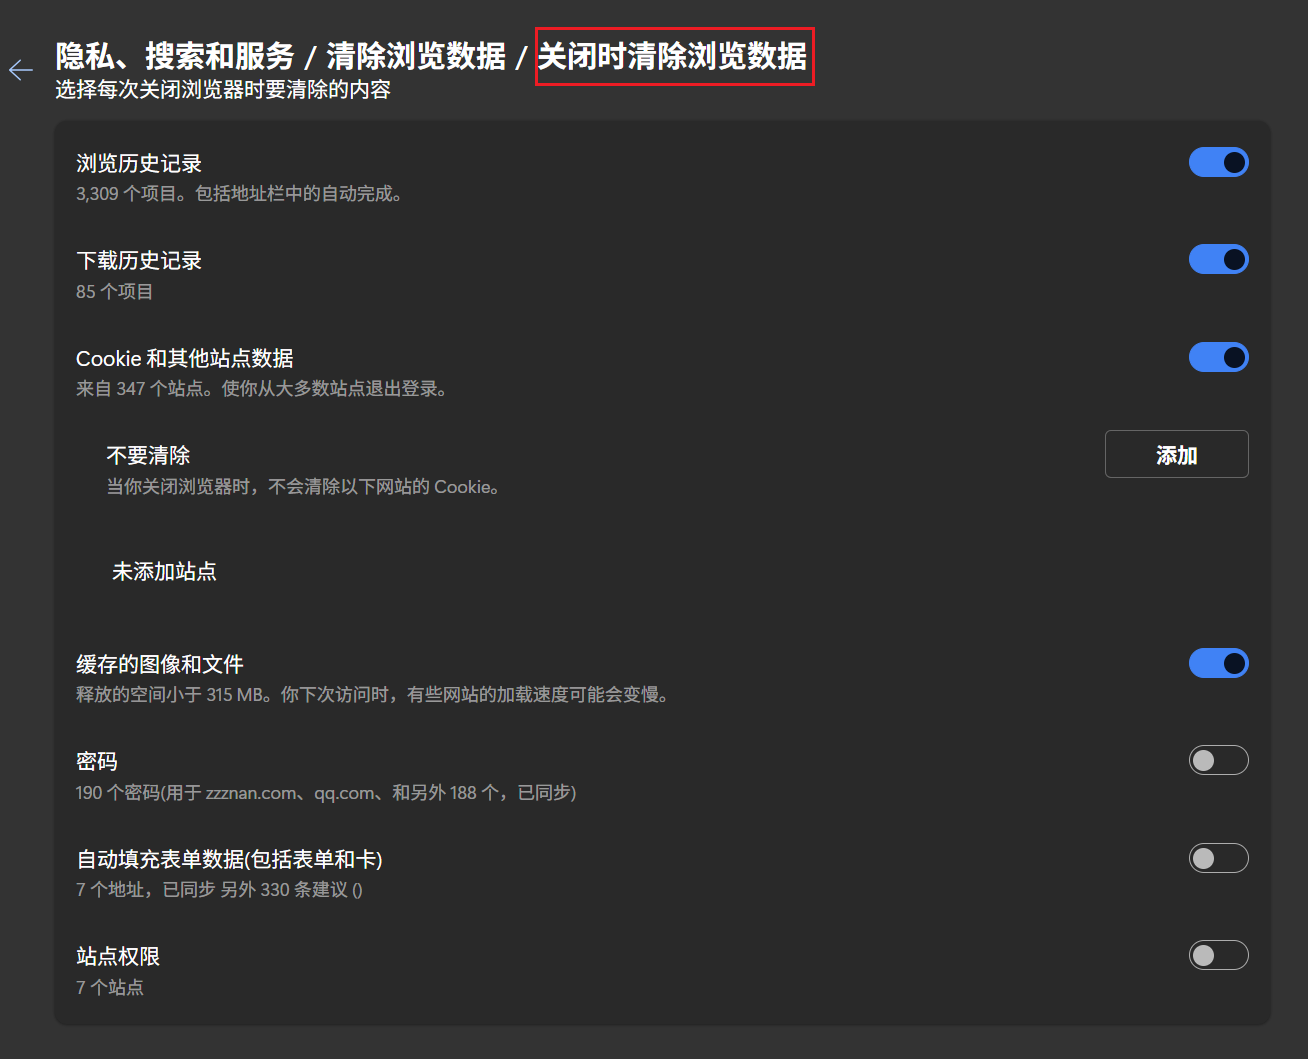 隐私、搜索和服务 / 清除浏览数据 / 关闭时清除浏览数据
选择每次关闭浏览器时要清除的内容
浏览历史记录
3,309 个项目。包括地址栏中的自动完成。
下载历史记录
85 个项目
Cookie 和其他站点数据
来自 347 个站点。使你从大多数站点退出登录。
不要清除
添加
当你关闭浏览器时，不会清除以下网站的 Cookie。
未添加站点
缓存的图像和文件
释放的空间小于 315 MB。你下次访问时，有些网站的加载速度可能会变慢。
密码
190 个密码(用于 zzznan.com、qq.com、和另外 188 个，已同步)
自动填充表单数据(包括表单和卡)
7 个地址，已同步 另外 330 条建议 ()
站点权限
7 个站点